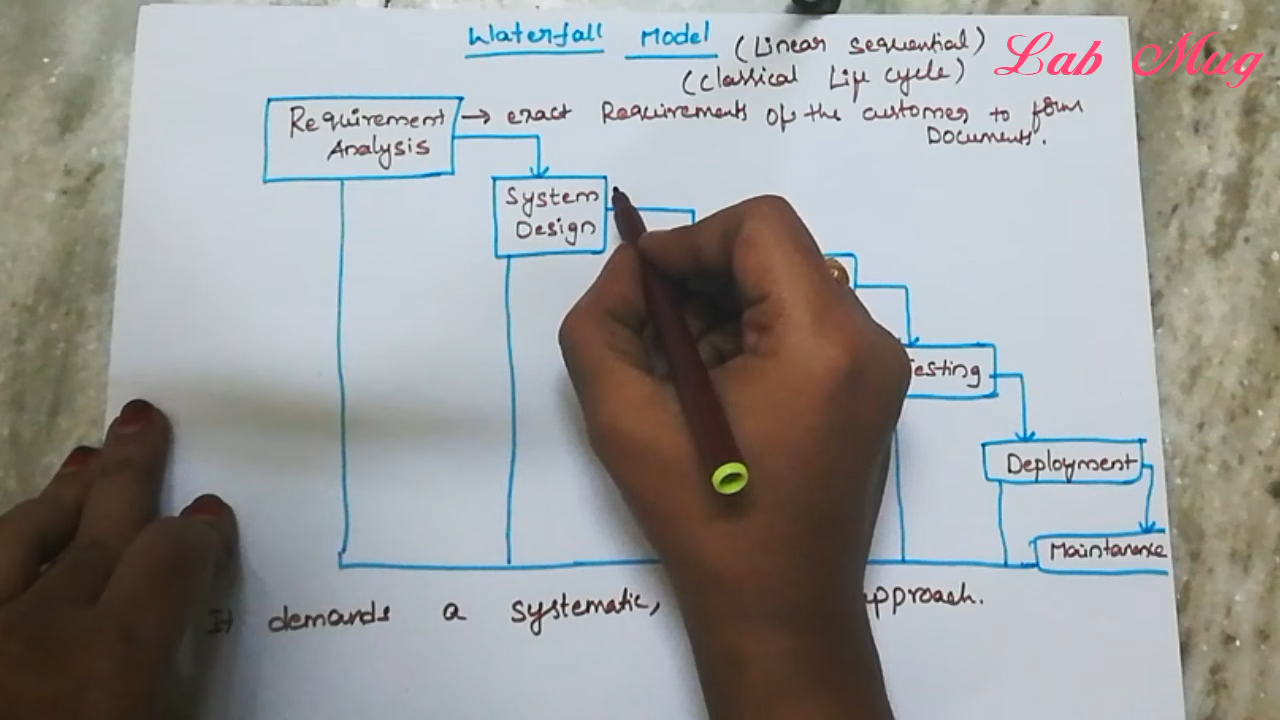 Waterfall Model (Linear sequential)
(Classical Life cycle)
Lab Mug
Requirement
Analysis
→ exact Requirements of the customer to form
Documents.
System
Design
Testing
Deployment
Maintanance
It demands a systematic, approach.